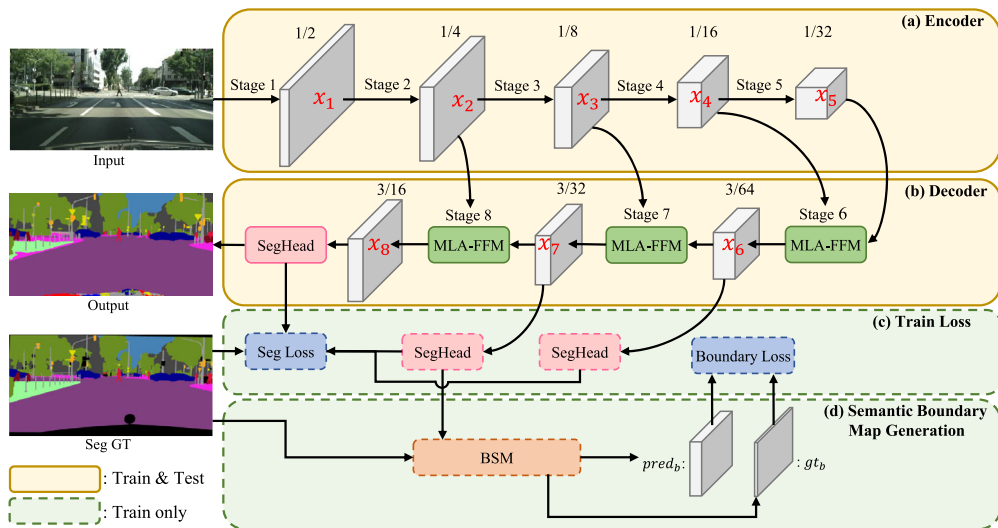 (a) Encoder
1/2
1/4
1/8
1/16
1/32
Stage 1
Stage 2
Stage 3
Stage 4
Stage 5
x1
x2
x3
x4
x5
Input
(b) Decoder
3/16
3/32
3/64
Stage 8
Stage 7
Stage 6
SegHead
x8
MLA-FFM
x7
MLA-FFM
x6
MLA-FFM
Output
(c) Train Loss
Seg Loss
SegHead
SegHead
Boundary Loss
Seg GT
(d) Semantic Boundary
Map Generation
BSM
pred_b:
: gt_b
: Train & Test
: Train only